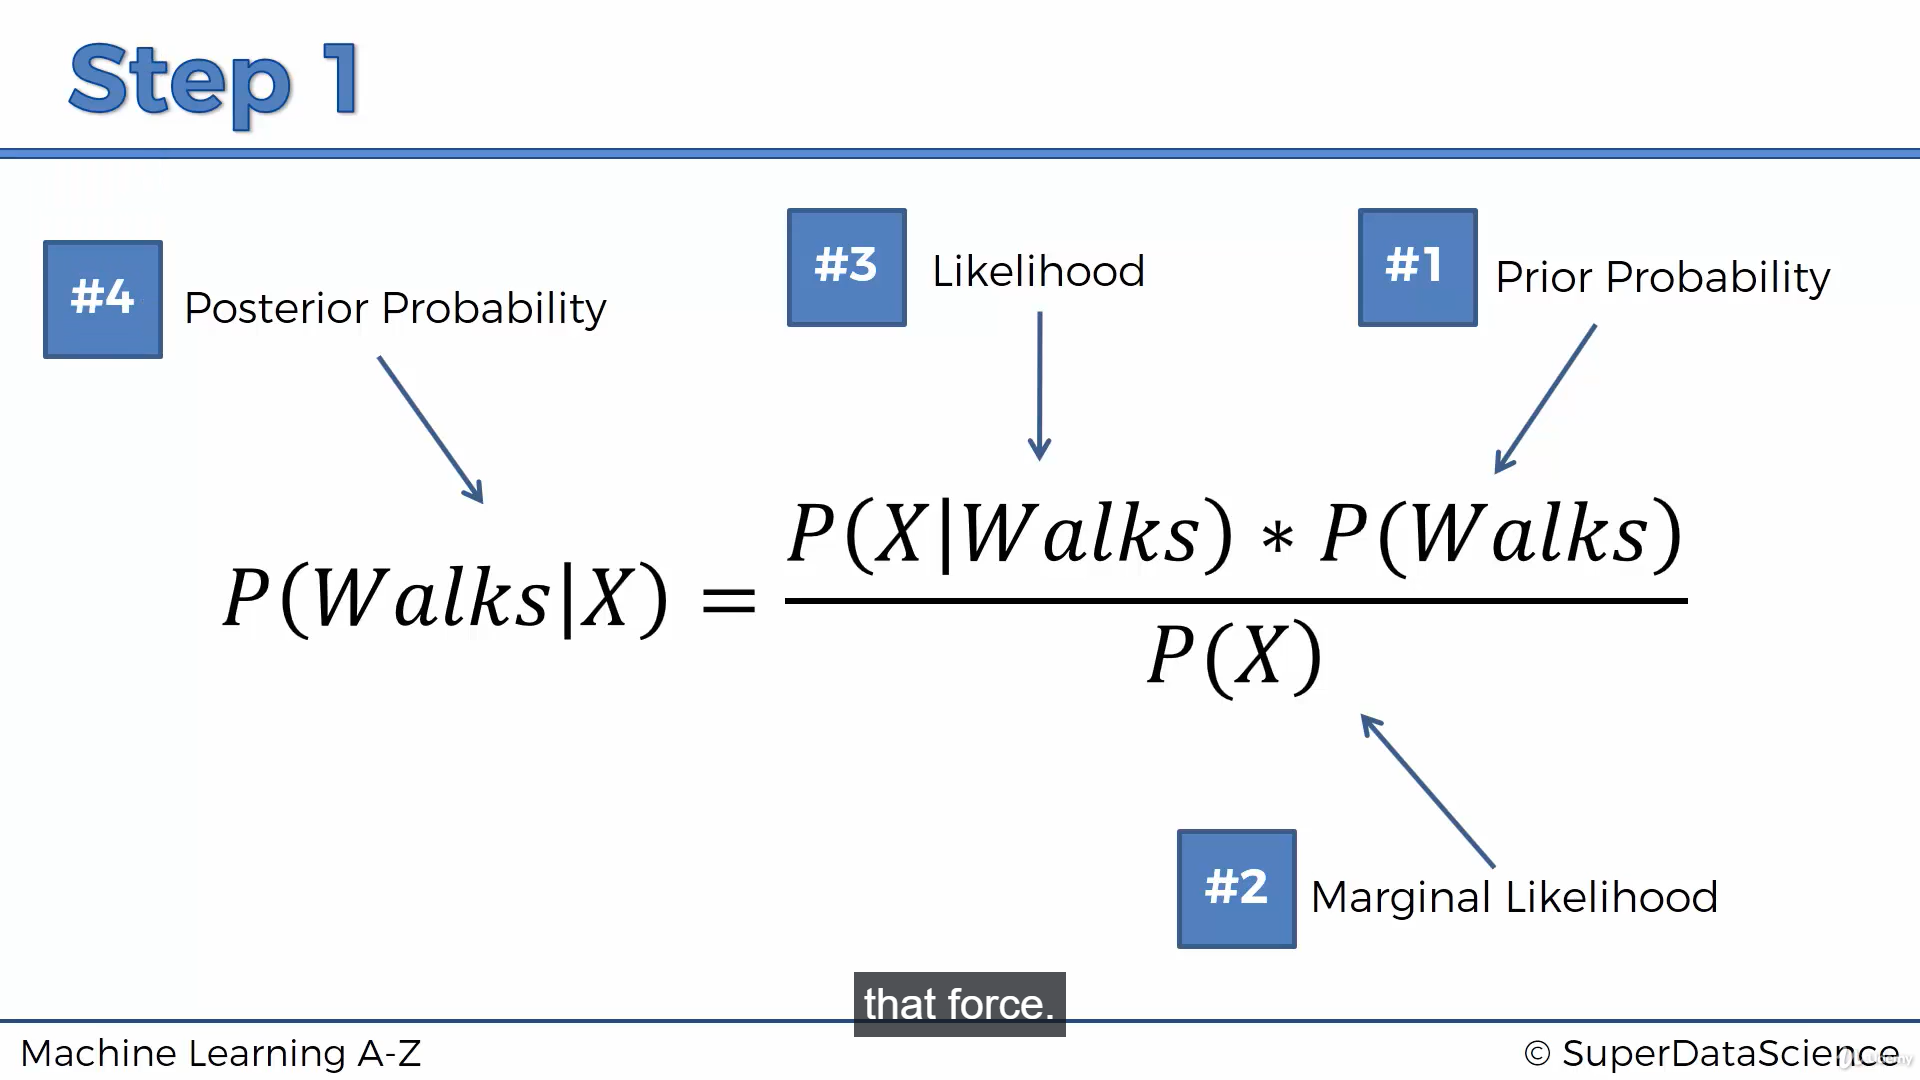 Step 1
#4 Posterior Probability
#3 Likelihood
#1 Prior Probability
P(Walks|X) = P(X|Walks) * P(Walks)
P(X)
#2 Marginal Likelihood
that force.
Machine Learning A-Z
© SuperDataScience
Udemy